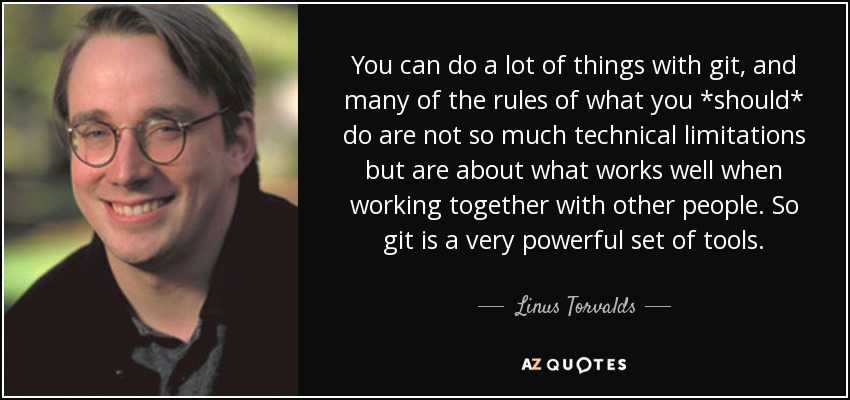 You can do a lot of things with git, and
many of the rules of what you *should*
do are not so much technical limitations
but are about what works well when
working together with other people. So
git is a very powerful set of tools.
Linus Torvalds
AZ QUOTES